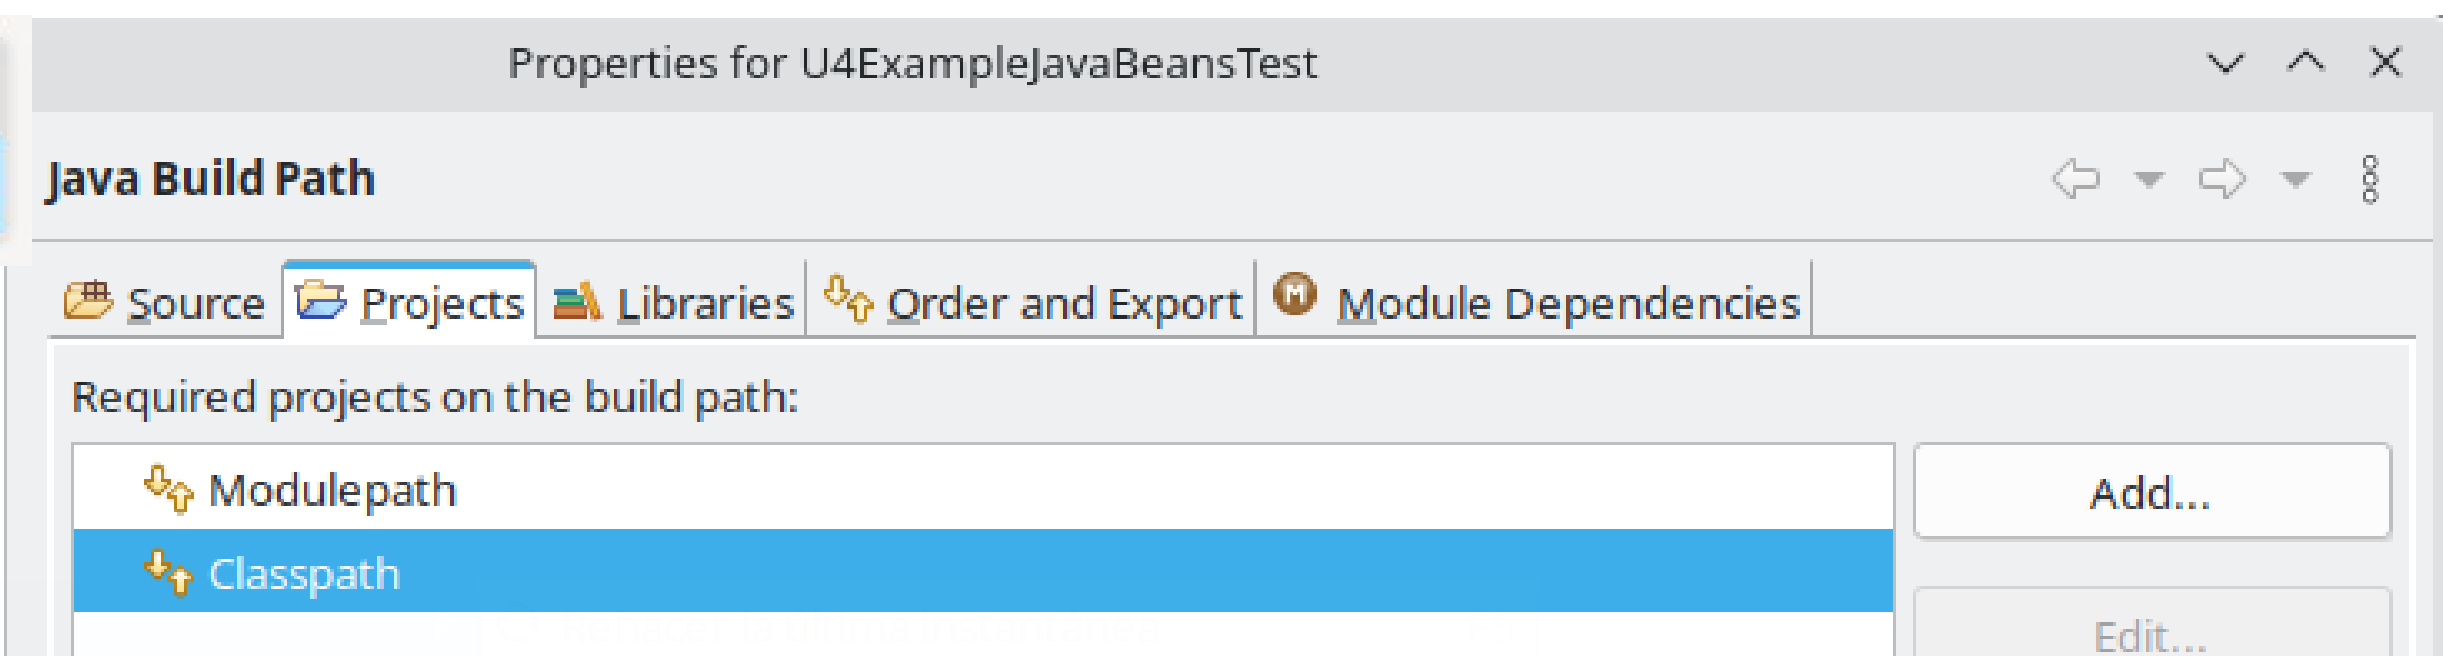 Properties for U4ExampleJavaBeansTest
Java Build Path
Source Projects Libraries Order and Export Module Dependencies
Required projects on the build path:
Modulepath
Add...
Classpath
Edit...